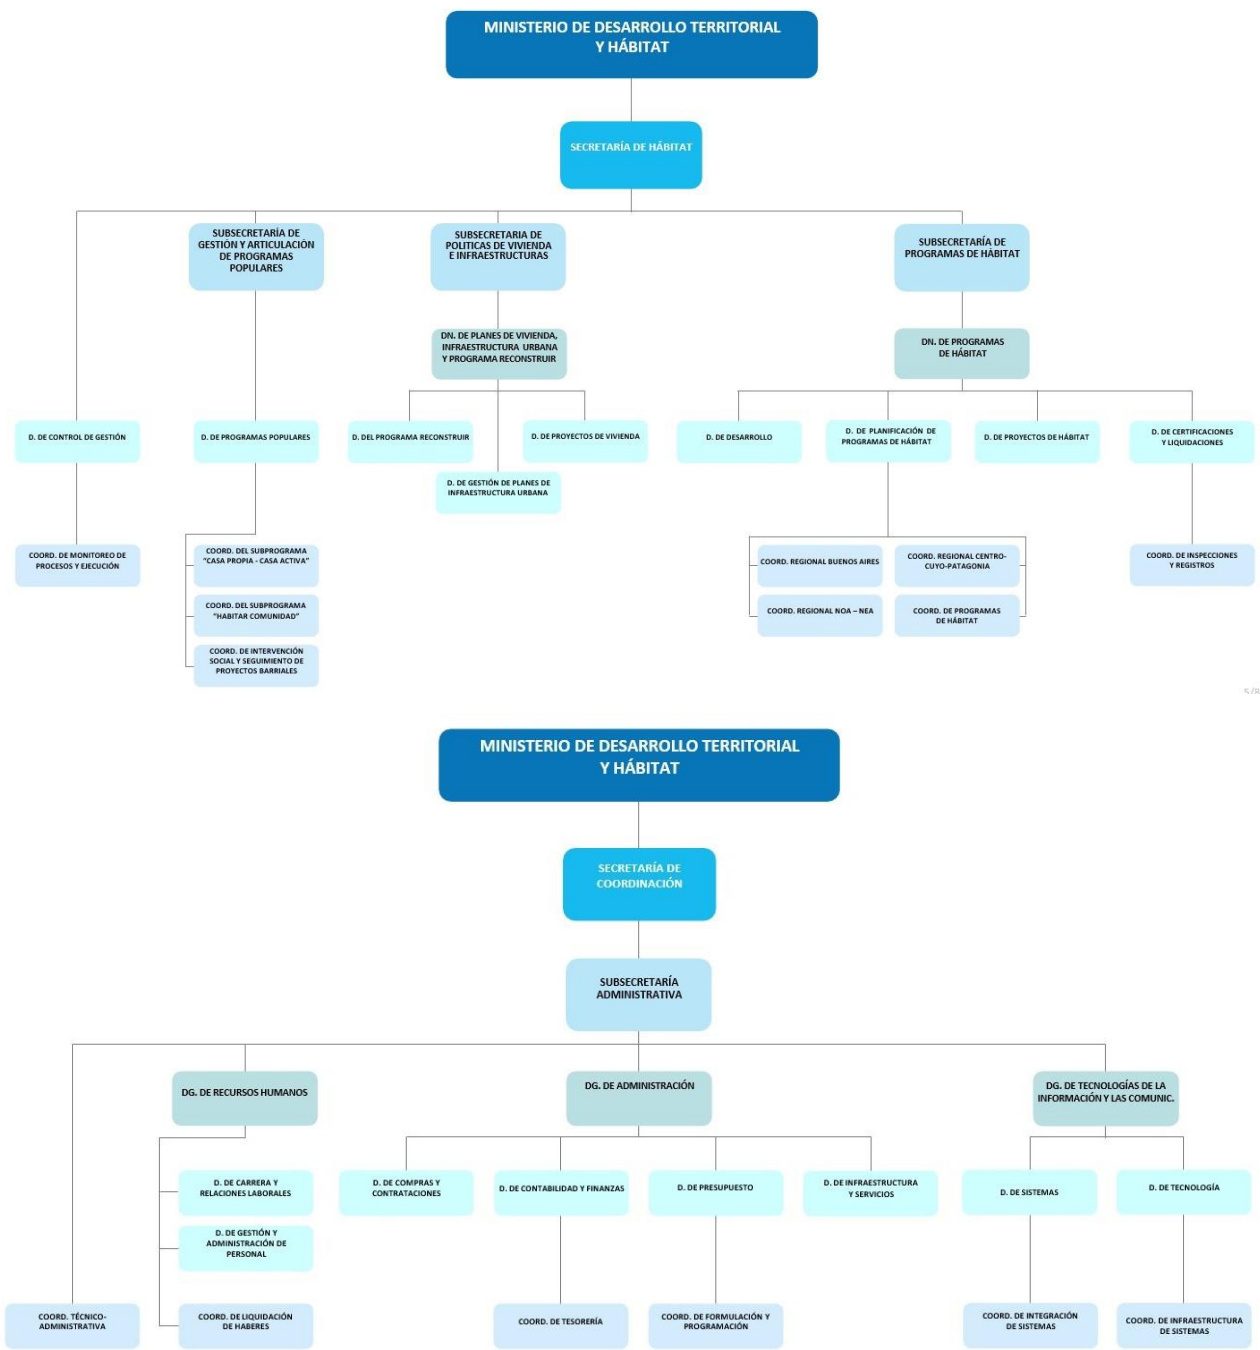 MINISTERIO DE DESARROLLO TERRITORIAL
Y HÁBITAT
SECRETARÍA DE HÁBITAT
SUBSECRETARÍA DE
GESTIÓN Y ARTICULACIÓN
DE PROGRAMAS
POPULARES
SUBSECRETARIA DE
POLITICAS DE VIVIENDA
E INFRAESTRUCTURAS
SUBSECRETARÍA DE
PROGRAMAS DE HÁBITAT
DN. DE PLANES DE VIVIENDA,
INFRAESTRUCTURA URBANA
Y PROGRAMA RECONSTRUIR
DN. DE PROGRAMAS
DE HÁBITAT
D. DE CONTROL DE GESTIÓN
D. DE PROGRAMAS POPULARES
D. DEL PROGRAMA RECONSTRUIR
D. DE PROYECTOS DE VIVIENDA
D. DE DESARROLLO
D. DE PLANIFICACIÓN DE
PROGRAMAS DE HÁBITAT
D. DE PROYECTOS DE HÁBITAT
D. DE CERTIFICACIONES
Y LIQUIDACIONES
D. DE GESTIÓN DE PLANES DE
INFRAESTRUCTURA URBANA
COORD. DE MONITOREO DE
PROCESOS Y EJECUCIÓN
COORD. DEL SUBPROGRAMA
"CASA PROPIA - CASA ACTIVA"
COORD. REGIONAL BUENOS AIRES
COORD. REGIONAL CENTRO-
CUYO-PATAGONIA
COORD. DE INSPECCIONES
Y REGISTROS
COORD. DEL SUBPROGRAMA
"HABITAR COMUNIDAD"
COORD. REGIONAL NOA – NEA
COORD. DE PROGRAMAS
DE HÁBITAT
COORD. DE INTERVENCIÓN
SOCIAL Y SEGUIMIENTO DE
PROYECTOS BARRIALES
MINISTERIO DE DESARROLLO TERRITORIAL
Y HÁBITAT
SECRETARÍA DE
COORDINACIÓN
SUBSECRETARÍA
ADMINISTRATIVA
DG. DE RECURSOS HUMANOS
DG. DE ADMINISTRACIÓN
DG. DE TECNOLOGÍAS DE LA
INFORMACIÓN Y LAS COMUNIC.
D. DE CARRERA Y
RELACIONES LABORALES
D. DE COMPRAS Y
CONTRATACIONES
D. DE CONTABILIDAD Y FINANZAS
D. DE PRESUPUESTO
D. DE INFRAESTRUCTURA
Y SERVICIOS
D. DE SISTEMAS
D. DE TECNOLOGÍA
D. DE GESTIÓN Y
ADMINISTRACIÓN DE
PERSONAL
COORD. TÉCNICO-
ADMINISTRATIVA
COORD. DE LIQUIDACIÓN
DE HABERES
COORD. DE TESORERÍA
COORD. DE FORMULACIÓN Y
PROGRAMACIÓN
COORD. DE INTEGRACIÓN
DE SISTEMAS
COORD. DE INFRAESTRUCTURA
DE SISTEMAS